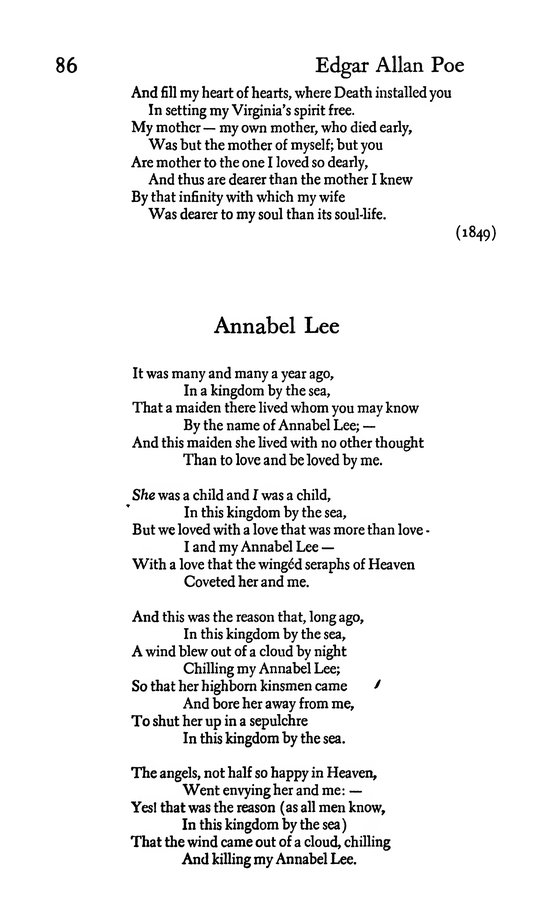 86
Edgar Allan Poe
And fill my heart of hearts, where Death installed you
In setting my Virginia's spirit free.
My mother — my own mother, who died early,
Was but the mother of myself; but you
Are mother to the one I loved so dearly,
And thus are dearer than the mother I knew
By that infinity with which my wife
Was dearer to my soul than its soul-life.
(1849)
Annabel Lee
It was many and many a year ago,
In a kingdom by the sea,
That a maiden there lived whom you may know
By the name of Annabel Lee; —
And this maiden she lived with no other thought
Than to love and be loved by me.
She was a child and I was a child,
In this kingdom by the sea,
But we loved with a love that was more than love -
I and my Annabel Lee —
With a love that the wingéd seraphs of Heaven
Coveted her and me.
And this was the reason that, long ago,
In this kingdom by the sea,
A wind blew out of a cloud by night
Chilling my Annabel Lee;
So that her highborn kinsmen came
And bore her away from me,
To shut her up in a sepulchre
In this kingdom by the sea.
The angels, not half so happy in Heaven,
Went envying her and me: —
Yes! that was the reason (as all men know,
In this kingdom by the sea)
That the wind came out of a cloud, chilling
And killing my Annabel Lee.